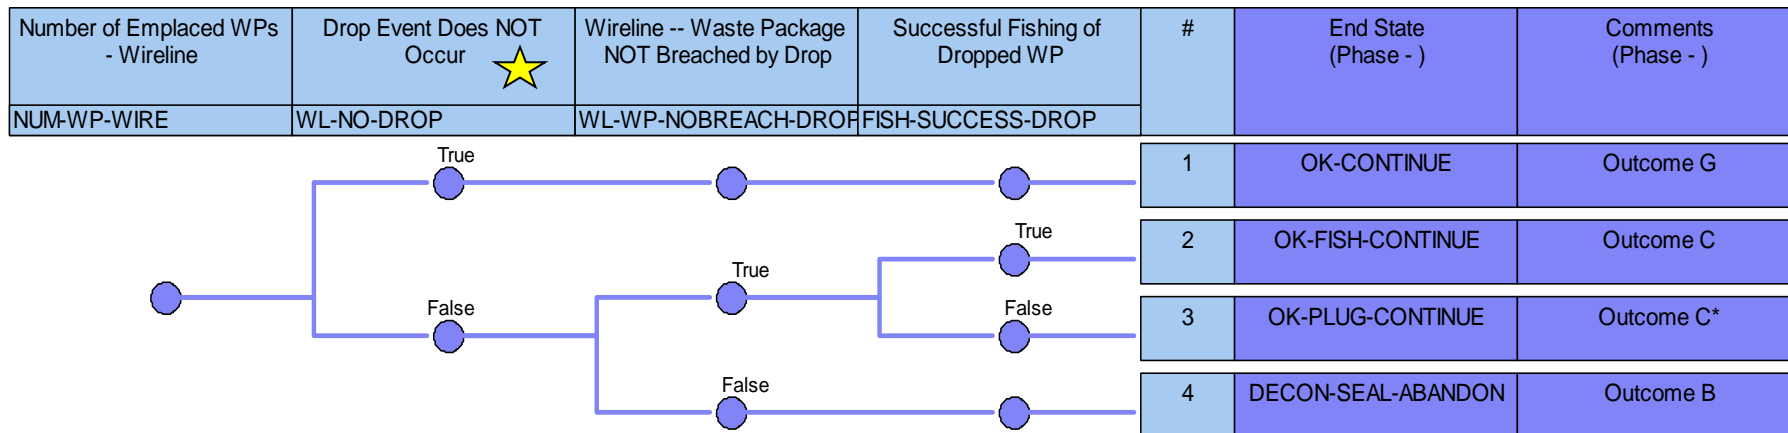 Number of Emplaced WPs
- Wireline
Drop Event Does NOT
Occur
Wireline -- Waste Package
NOT Breached by Drop
Successful Fishing of
Dropped WP
#
End State
(Phase - )
Comments
(Phase - )
NUM-WP-WIRE
WL-NO-DROP
WL-WP-NOBREACH-DROP
FISH-SUCCESS-DROP
True
1
OK-CONTINUE
Outcome G
True
2
OK-FISH-CONTINUE
Outcome C
True
False
False
3
OK-PLUG-CONTINUE
Outcome C*
False
4
DECON-SEAL-ABANDON
Outcome B